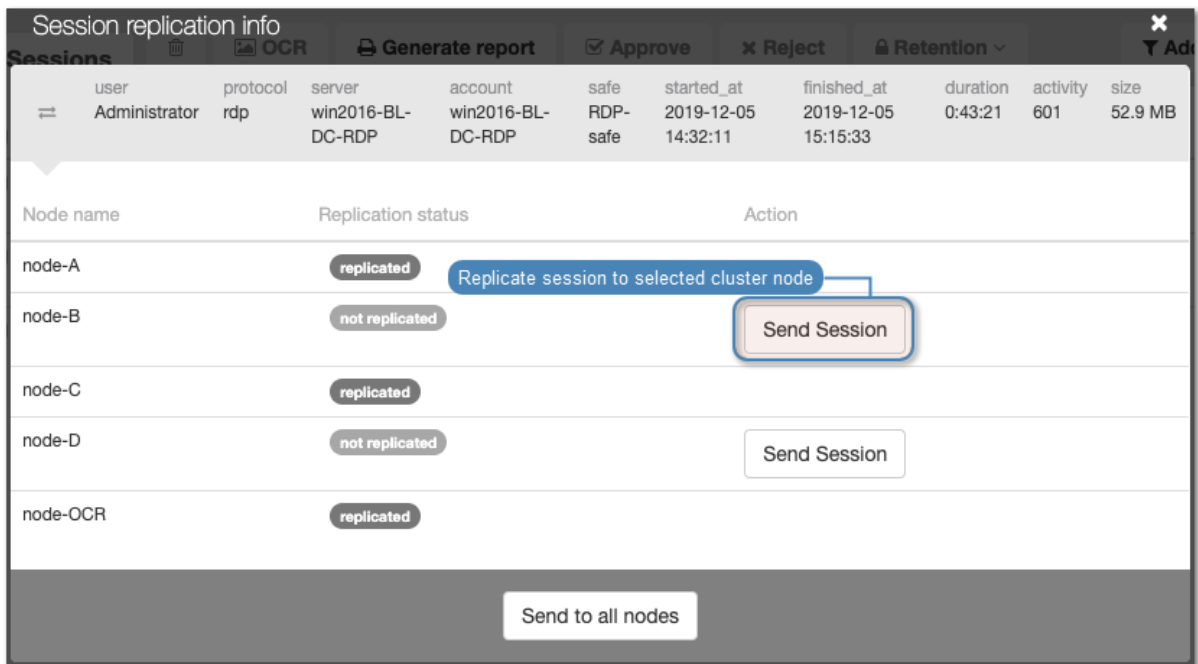 Session replication info
Sessions OCR Generate report Approve Reject Retention Add
user protocol server account safe started_at finished_at duration activity size
Administrator rdp win2016-BL- win2016-BL- RDP- 2019-12-05 2019-12-05 0:43:21 601 52.9 MB
DC-RDP DC-RDP safe 14:32:11 15:15:33
Node name Replication status Action
node-A replicated
Replicate session to selected cluster node
node-B not replicated Send Session
node-C replicated
node-D not replicated Send Session
node-OCR replicated
Send to all nodes